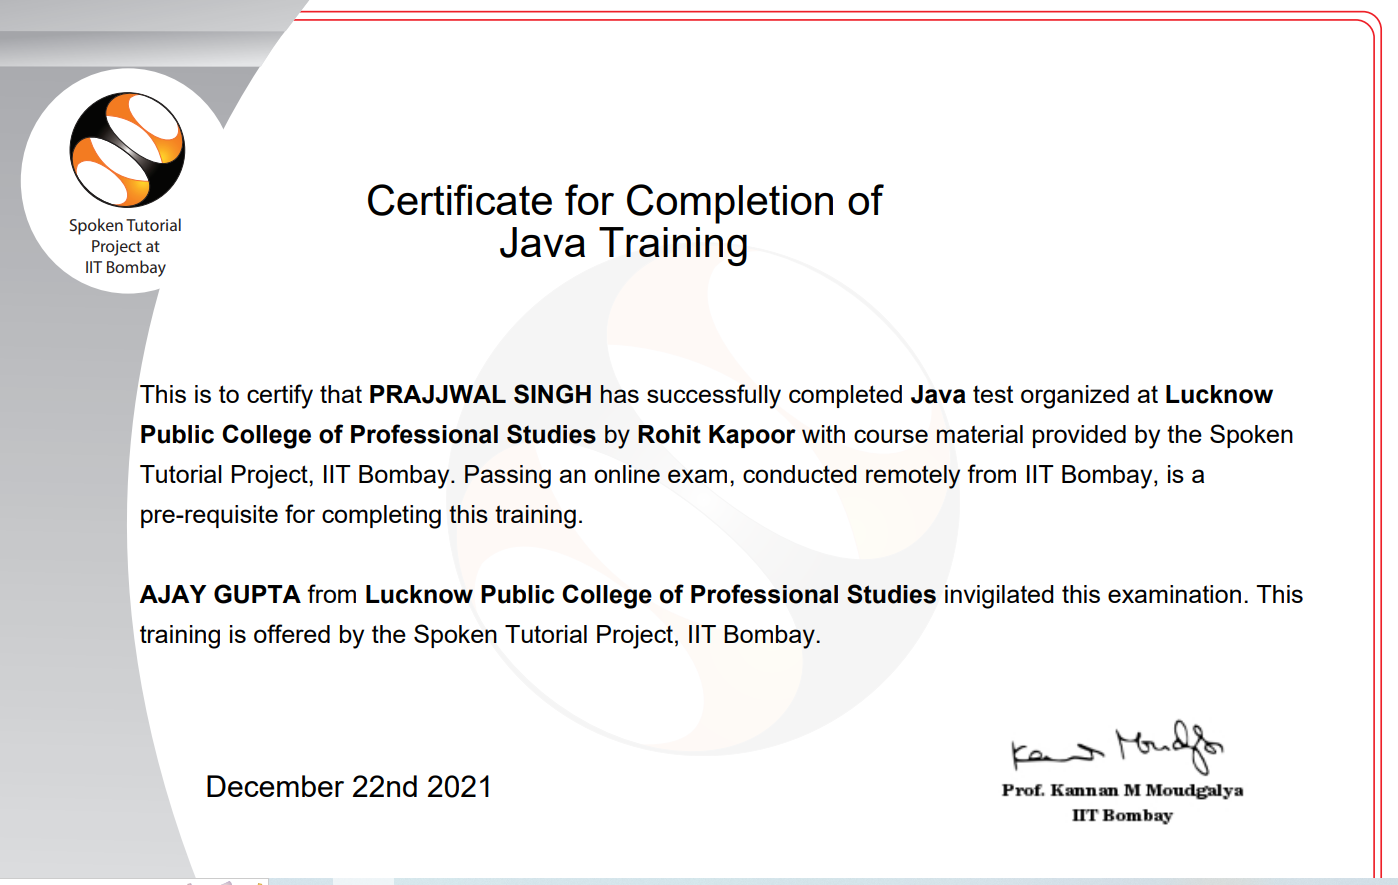 Spoken Tutorial
Project at
IIT Bombay
Certificate for Completion of
Java Training
This is to certify that PRAJJWAL SINGH has successfully completed Java test organized at Lucknow
Public College of Professional Studies by Rohit Kapoor with course material provided by the Spoken
Tutorial Project, IIT Bombay. Passing an online exam, conducted remotely from IIT Bombay, is a
pre-requisite for completing this training.
AJAY GUPTA from Lucknow Public College of Professional Studies invigilated this examination. This
training is offered by the Spoken Tutorial Project, IIT Bombay.
December 22nd 2021
Prof. Kannan M Moudgalya
IIT Bombay